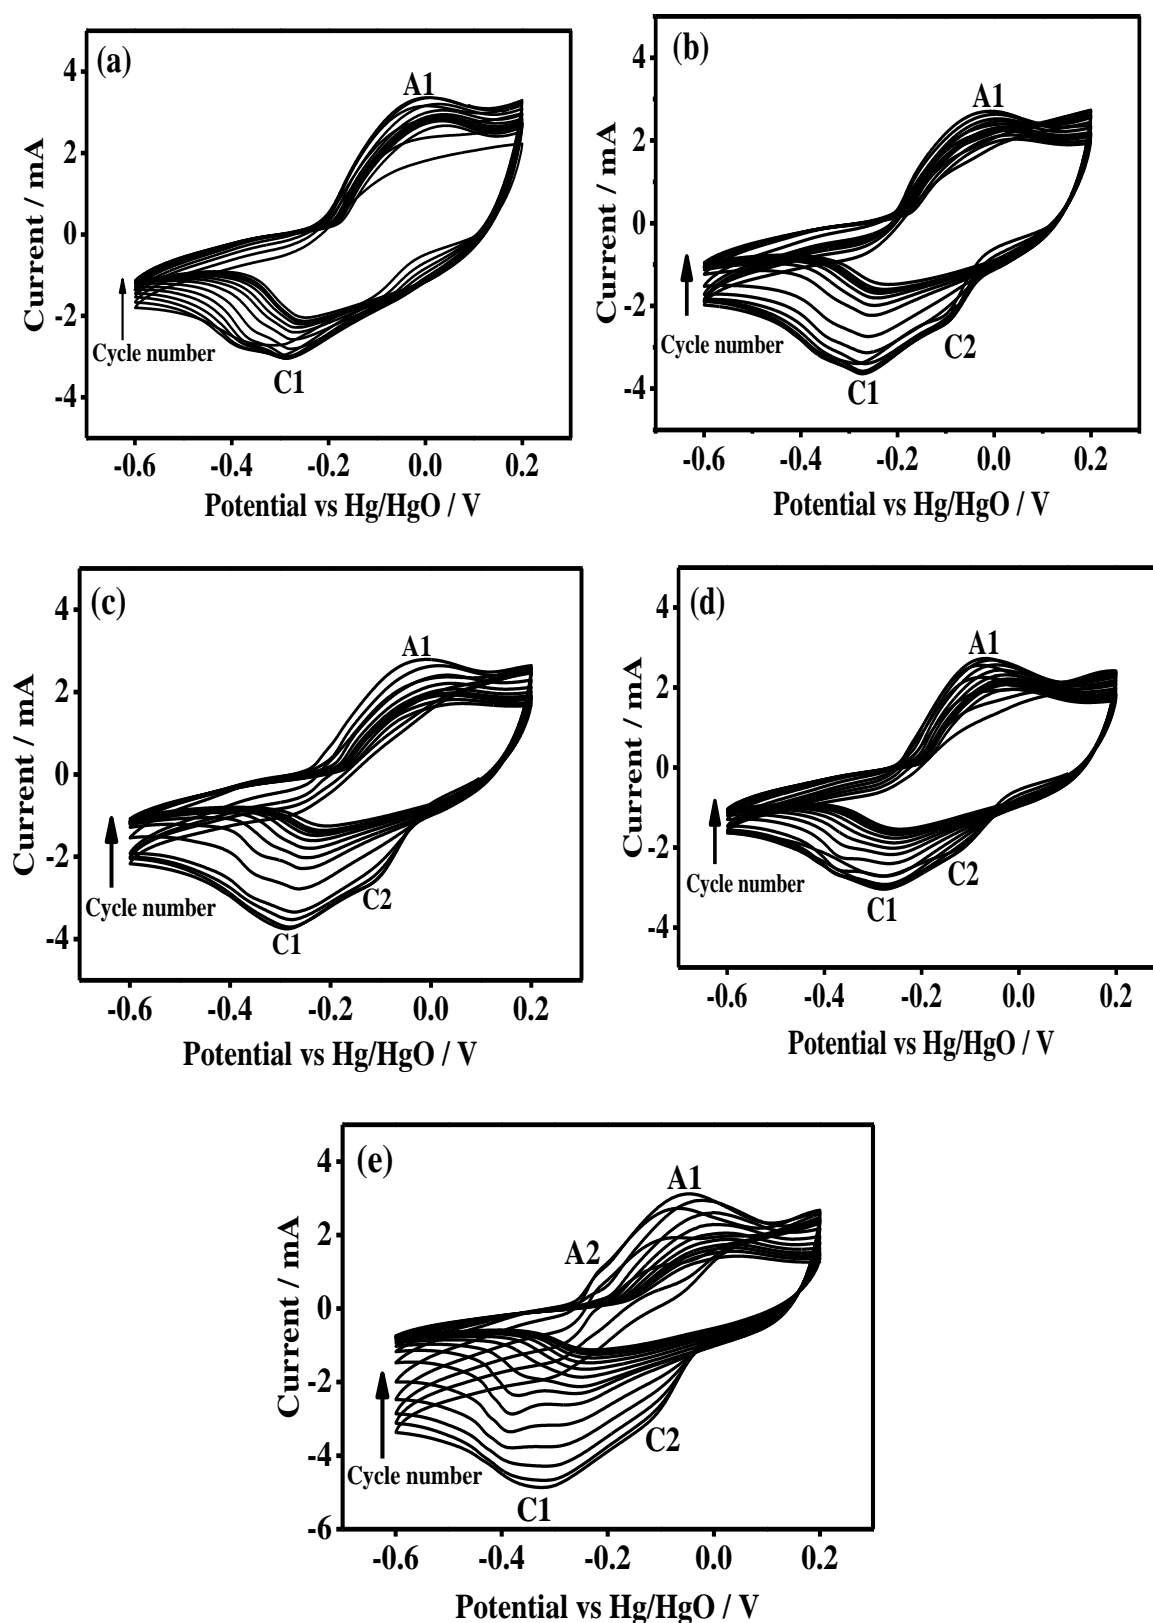 (a)
A1
4
2
0
-2
-4
Current / mA
Cycle number
C1
-0.6 -0.4 -0.2 0.0 0.2
Potential vs Hg/HgO / V
(b)
A1
4
2
0
-2
-4
Current / mA
Cycle number
C2
C1
-0.6 -0.4 -0.2 0.0 0.2
Potential vs Hg/HgO / V
(c)
A1
4
2
0
-2
-4
Current / mA
Cycle number
C2
C1
-0.6 -0.4 -0.2 0.0 0.2
Potential vs Hg/HgO / V
(d)
A1
4
2
0
-2
-4
Current / mA
Cycle number
C2
C1
-0.6 -0.4 -0.2 0.0 0.2
Potential vs Hg/HgO / V
(e)
A1
A2
4
2
0
-2
-4
-6
Current / mA
C2
Cycle number
C1
-0.6 -0.4 -0.2 0.0 0.2
Potential vs Hg/HgO / V